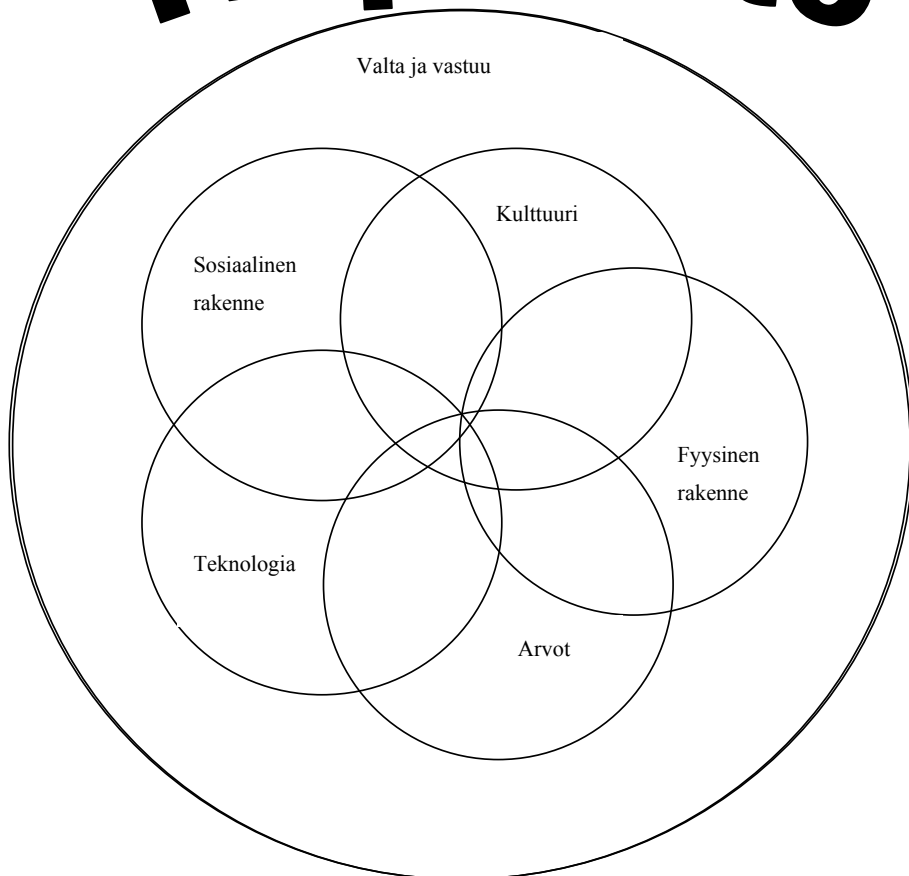 Valta ja vastuu
Kulttuuri
Sosiaalinen
rakenne
Fyysinen
rakenne
Teknologia
Arvot